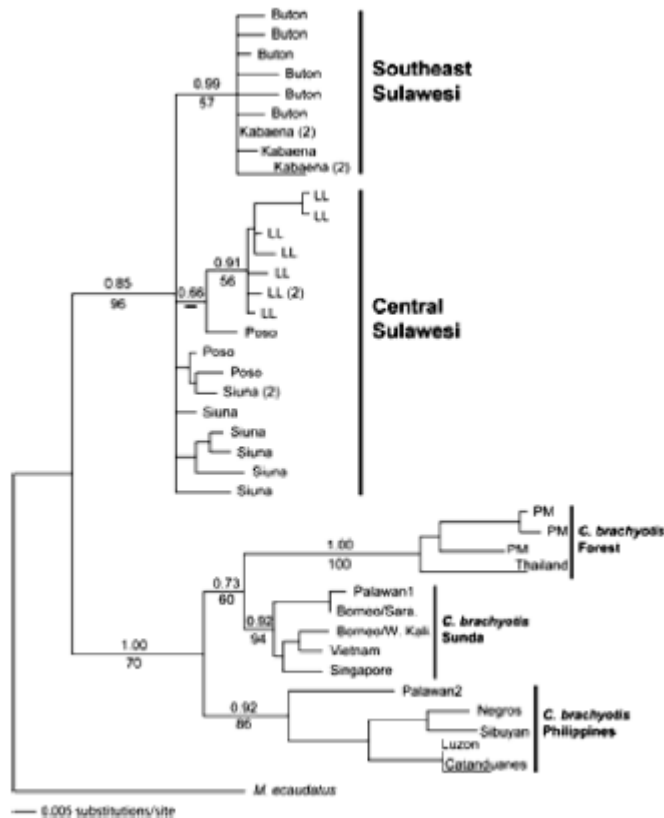 Buton
Buton
Buton
Buton
0.99
Buton
57
Buton
Kabaena (2)
Kabaena
Kabaena (2)
Southeast
Sulawesi
LL
LL
LL
LL
0.91
LL
56
LL (2)
LL
0.85
96
0.66
Poso
Central
Sulawesi
Poso
Poso
Siuna (2)
Siuna
Siuna
Siuna
Siuna
Siuna
PM
PM
PM
Thailand
C. brachyotis
Forest
1.00
100
0.73
60
Palawan1
Borneo/Sara.
0.92
94
Borneo/W. Kali.
Vietnam
Singapore
C. brachyotis
Sunda
1.00
70
0.92
86
Palawan2
Negros
Sibuyan
Luzon
Catanduanes
C. brachyotis
Philippines
M. ecaudatus
0.005 substitutions/site